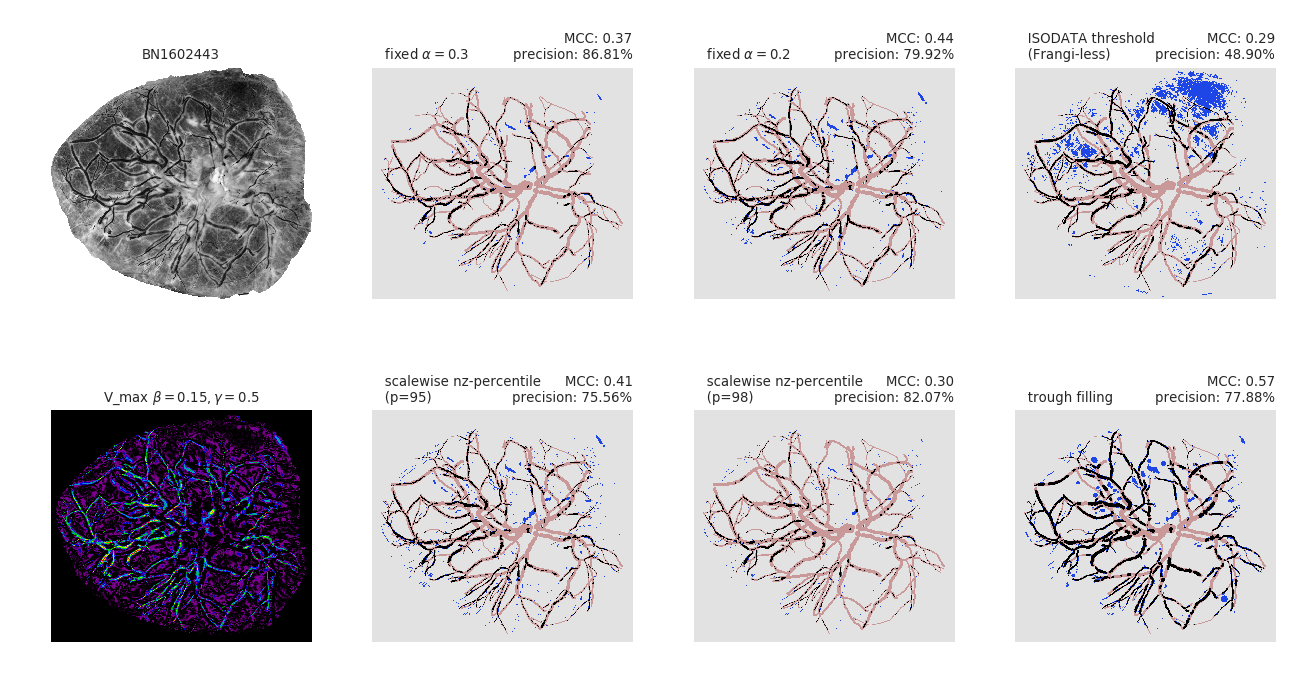 BN1602443
MCC: 0.37
fixed α = 0.3 precision: 86.81%
MCC: 0.44
fixed α = 0.2 precision: 79.92%
ISODATA threshold MCC: 0.29
(Frangi-less) precision: 48.90%
V_max β = 0.15, γ = 0.5
scalewise nz-percentile MCC: 0.41
(p=95) precision: 75.56%
scalewise nz-percentile MCC: 0.30
(p=98) precision: 82.07%
MCC: 0.57
trough filling precision: 77.88%